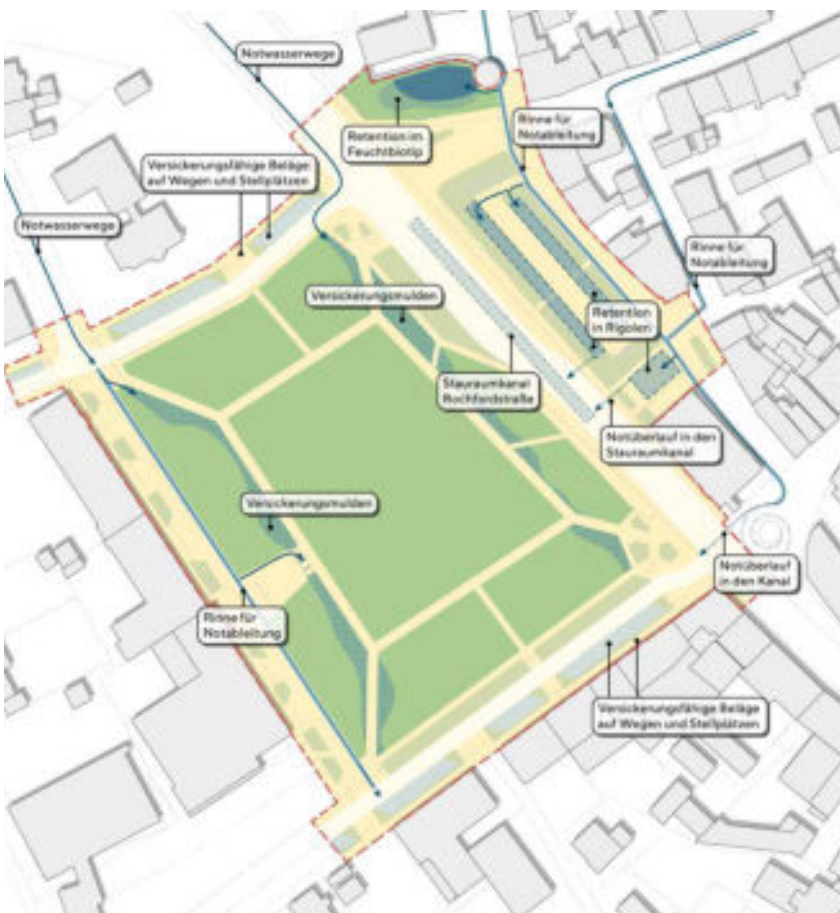 Notwasserwege
Retention im
Feuchtbiotip
Rinne für
Notableitung
Versickerungsfähige Beläge
auf Wegen und Stellplätzen
Notwasserwege
Rinne für
Notableitung
Versickerungsmulden
Retention
in Rigolen
Stauraumkanal
Rochfordstraße
Notüberlauf in den
Stauraumkanal
Versickerungsmulden
Notüberlauf
in den Kanal
Rinne für
Notableitung
Versickerungsfähige Beläge
auf Wegen und Stellplätzen